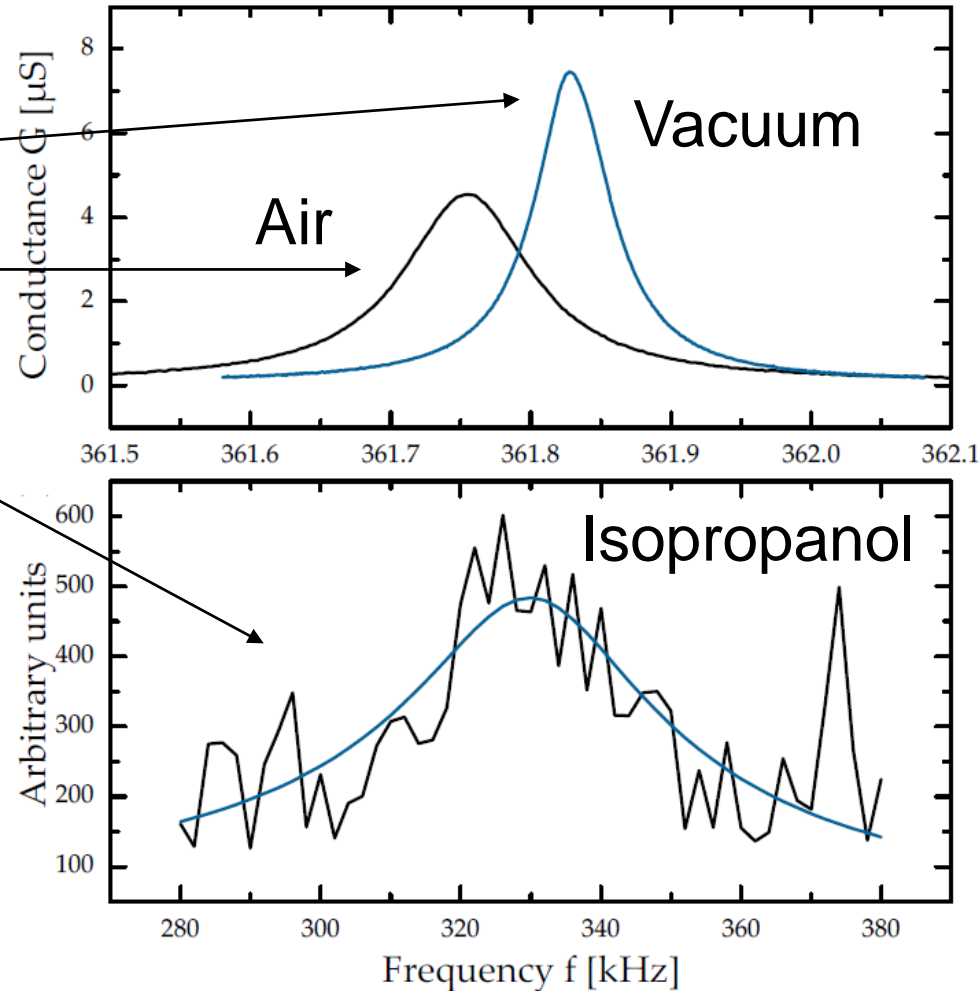 Conductance G [µS]
8
6
4
2
0
Vacuum
Air
361.5 361.6 361.7 361.8 361.9 362.0 362.1
Arbitrary units
600
500
400
300
200
100
Isopropanol
280 300 320 340 360 380
Frequency f [kHz]